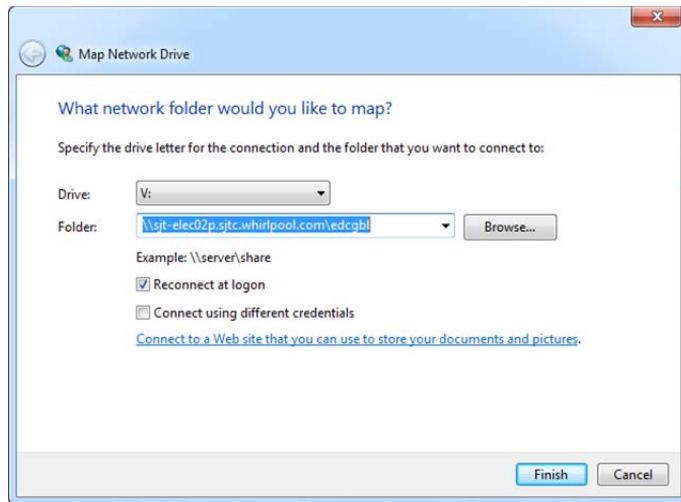 Map Network Drive
What network folder would you like to map?
Specify the drive letter for the connection and the folder that you want to connect to:
Drive: V:
Folder: \\sjt-elec02p.sjtc.whirlpool.com\edcgbl Browse...
Example: \\server\share
Reconnect at logon
Connect using different credentials
Connect to a Web site that you can use to store your documents and pictures.
Finish Cancel